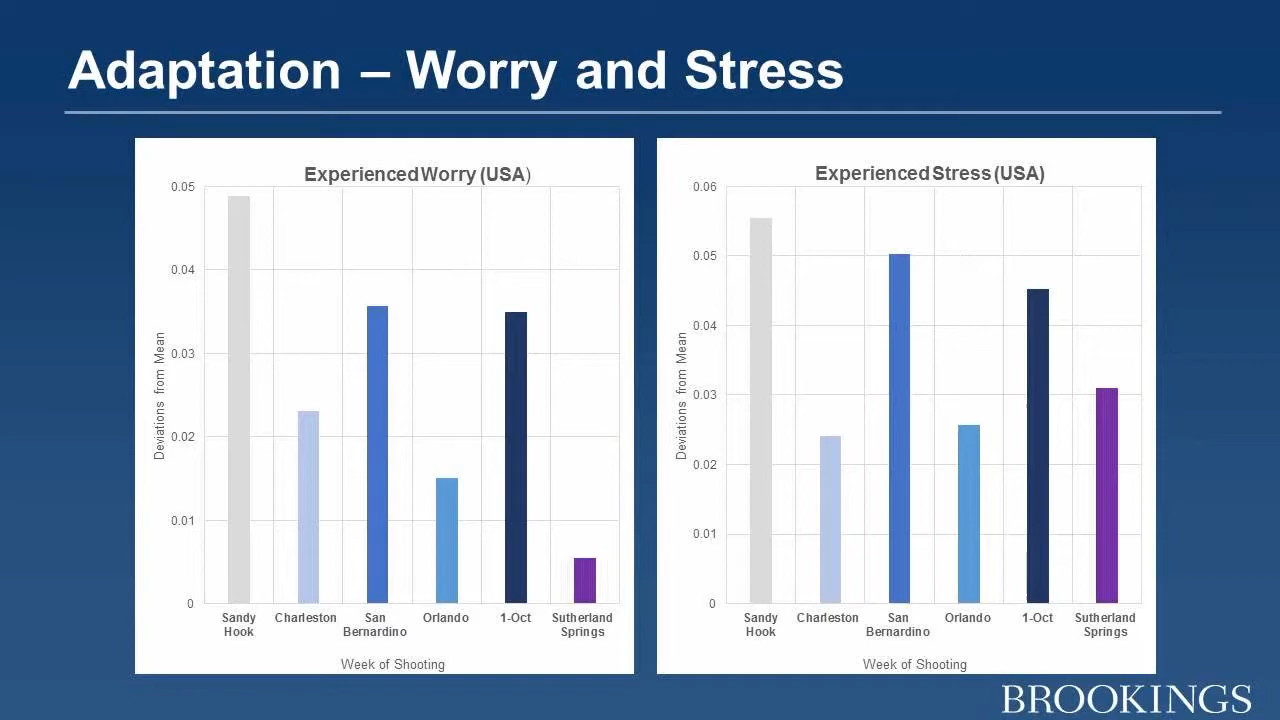 Adaptation – Worry and Stress
Experienced Worry (USA)
0.05
0.04
0.03
0.02
0.01
0
Deviations from Mean
Sandy Hook
Charleston
San Bernardino
Orlando
1-Oct
Sutherland Springs
Week of Shooting
Experienced Stress (USA)
0.06
0.05
0.04
0.03
0.02
0.01
0
Deviations from Mean
Sandy Hook
Charleston
San Bernardino
Orlando
1-Oct
Sutherland Springs
Week of Shooting
BROOKINGS